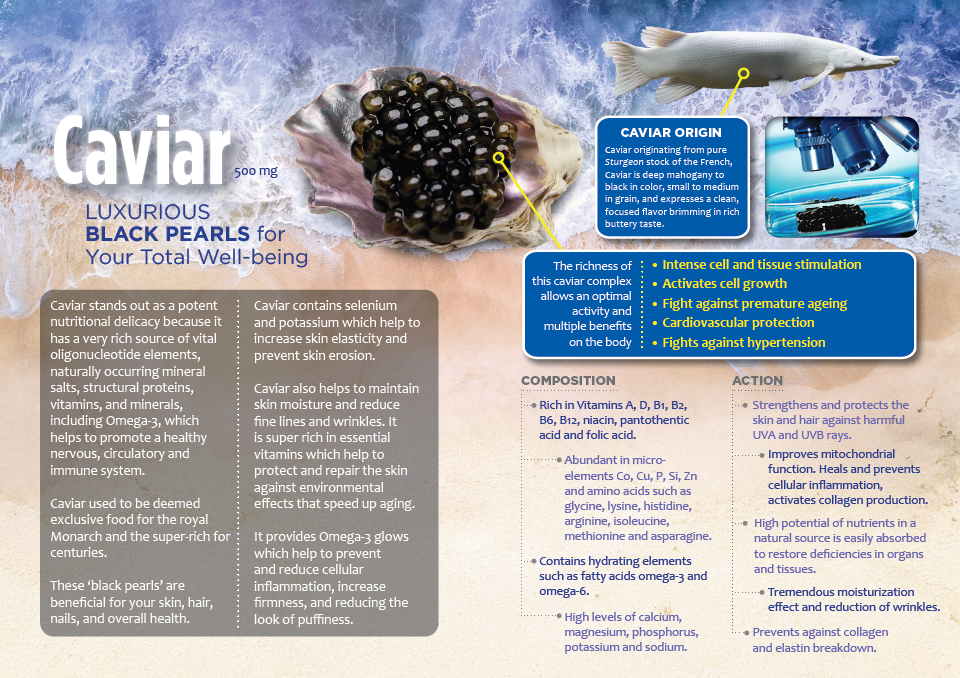 Caviar 500 mg
LUXURIOUS
BLACK PEARLS for
Your Total Well-being
CAVIAR ORIGIN
Caviar originating from pure
Sturgeon stock of the French,
Caviar is deep mahogany to
black in color, small to medium
in grain, and expresses a clean,
focused flavor brimming in rich
buttery taste.
The richness of
this caviar complex
allows an optimal
activity and
multiple benefits
on the body
• Intense cell and tissue stimulation
• Activates cell growth
• Fight against premature ageing
• Cardiovascular protection
• Fights against hypertension
Caviar stands out as a potent
nutritional delicacy because it
has a very rich source of vital
oligonucleotide elements,
naturally occurring mineral
salts, structural proteins,
vitamins, and minerals,
including Omega-3, which
helps to promote a healthy
nervous, circulatory and
immune system.
Caviar used to be deemed
exclusive food for the royal
Monarch and the super-rich for
centuries.
These ‘black pearls’ are
beneficial for your skin, hair,
nails, and overall health.
Caviar contains selenium
and potassium which help to
increase skin elasticity and
prevent skin erosion.
Caviar also helps to maintain
skin moisture and reduce
fine lines and wrinkles. It
is super rich in essential
vitamins which help to
protect and repair the skin
against environmental
effects that speed up aging.
It provides Omega-3 glows
which help to prevent
and reduce cellular
inflammation, increase
firmness, and reducing the
look of puffiness.
COMPOSITION
• Rich in Vitamins A, D, B1, B2,
B6, B12, niacin, pantothentic
acid and folic acid.
• Abundant in micro-
elements Co, Cu, P, Si, Zn
and amino acids such as
glycine, lysine, histidine,
arginine, isoleucine,
methionine and asparagine.
• Contains hydrating elements
such as fatty acids omega-3 and
omega-6.
• High levels of calcium,
magnesium, phosphorus,
potassium and sodium.
ACTION
• Strengthens and protects the
skin and hair against harmful
UVA and UVB rays.
• Improves mitochondrial
function. Heals and prevents
cellular inflammation,
activates collagen production.
• High potential of nutrients in a
natural source is easily absorbed
to restore deficiencies in organs
and tissues.
• Tremendous moisturization
effect and reduction of wrinkles.
• Prevents against collagen
and elastin breakdown.